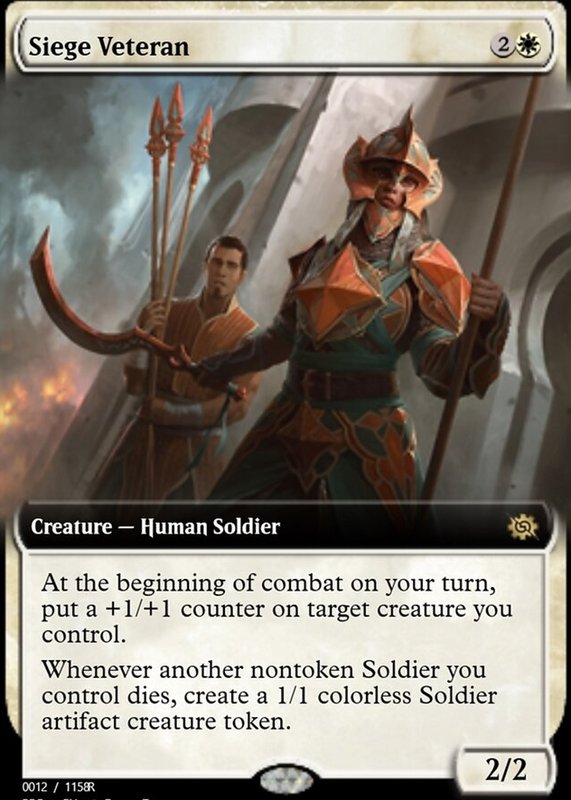 Siege Veteran 2
Creature — Human Soldier
At the beginning of combat on your turn,
put a +1/+1 counter on target creature you
control.
Whenever another nontoken Soldier you
control dies, create a 1/1 colorless Soldier
artifact creature token.
2/2
0012 / 1158R